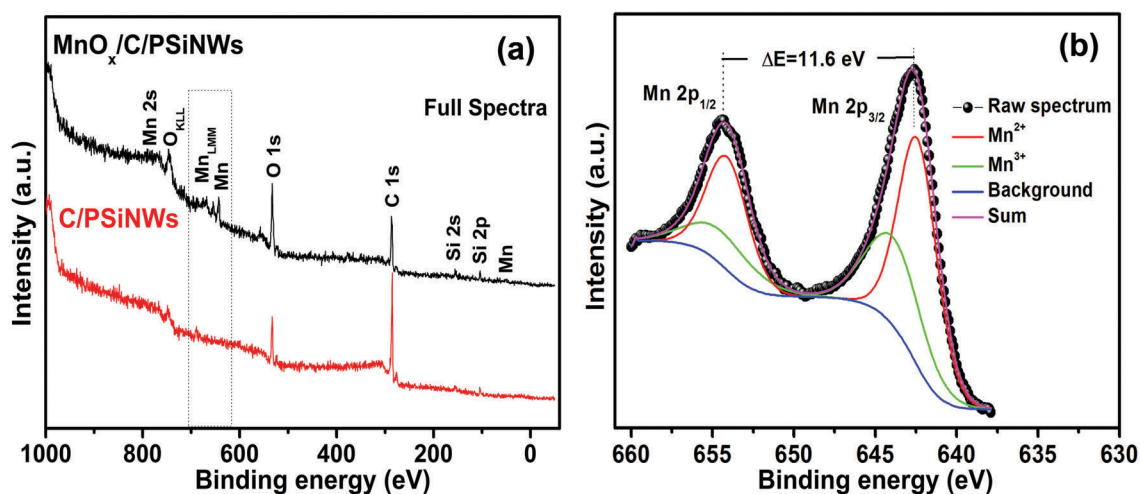 MnOx/C/PSiNWs
(a)
Full Spectra
Mn 2s
OKLL
MnLMM
Mn
O 1s
C 1s
Si 2s
Si 2p
Mn
C/PSiNWs
Intensity (a.u.)
1000 800 600 400 200 0
Binding energy (eV)
(b)
ΔE=11.6 eV
Mn 2p1/2
Mn 2p3/2
Raw spectrum
Mn2+
Mn3+
Background
Sum
Intensity (a.u.)
660 655 650 645 640 635 630
Binding energy (eV)